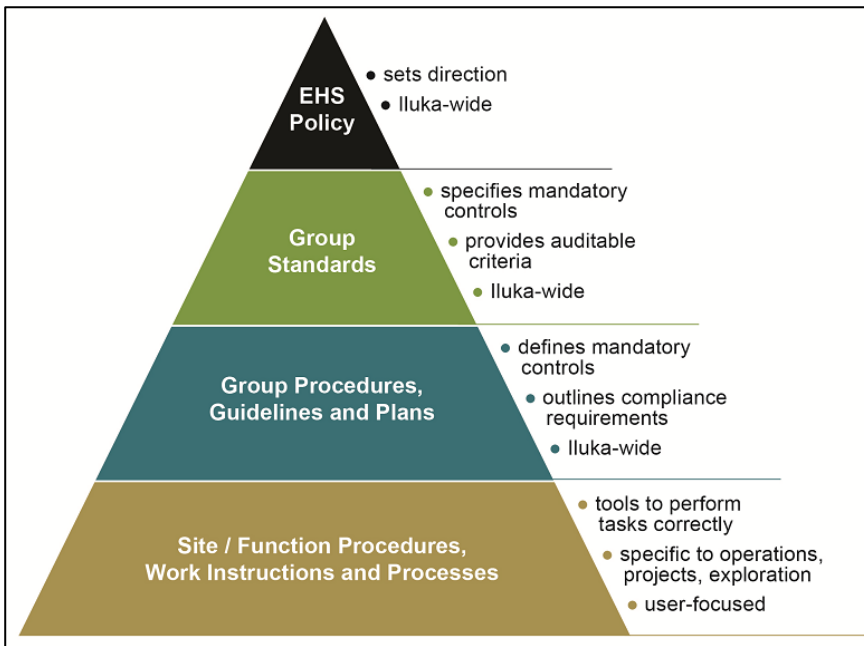 EHS
Policy
sets direction
Iluka-wide
Group
Standards
specifies mandatory
controls
provides auditable
criteria
Iluka-wide
Group Procedures,
Guidelines and Plans
defines mandatory
controls
outlines compliance
requirements
Iluka-wide
Site / Function Procedures,
Work Instructions and Processes
tools to perform
tasks correctly
specific to operations,
projects, exploration
user-focused